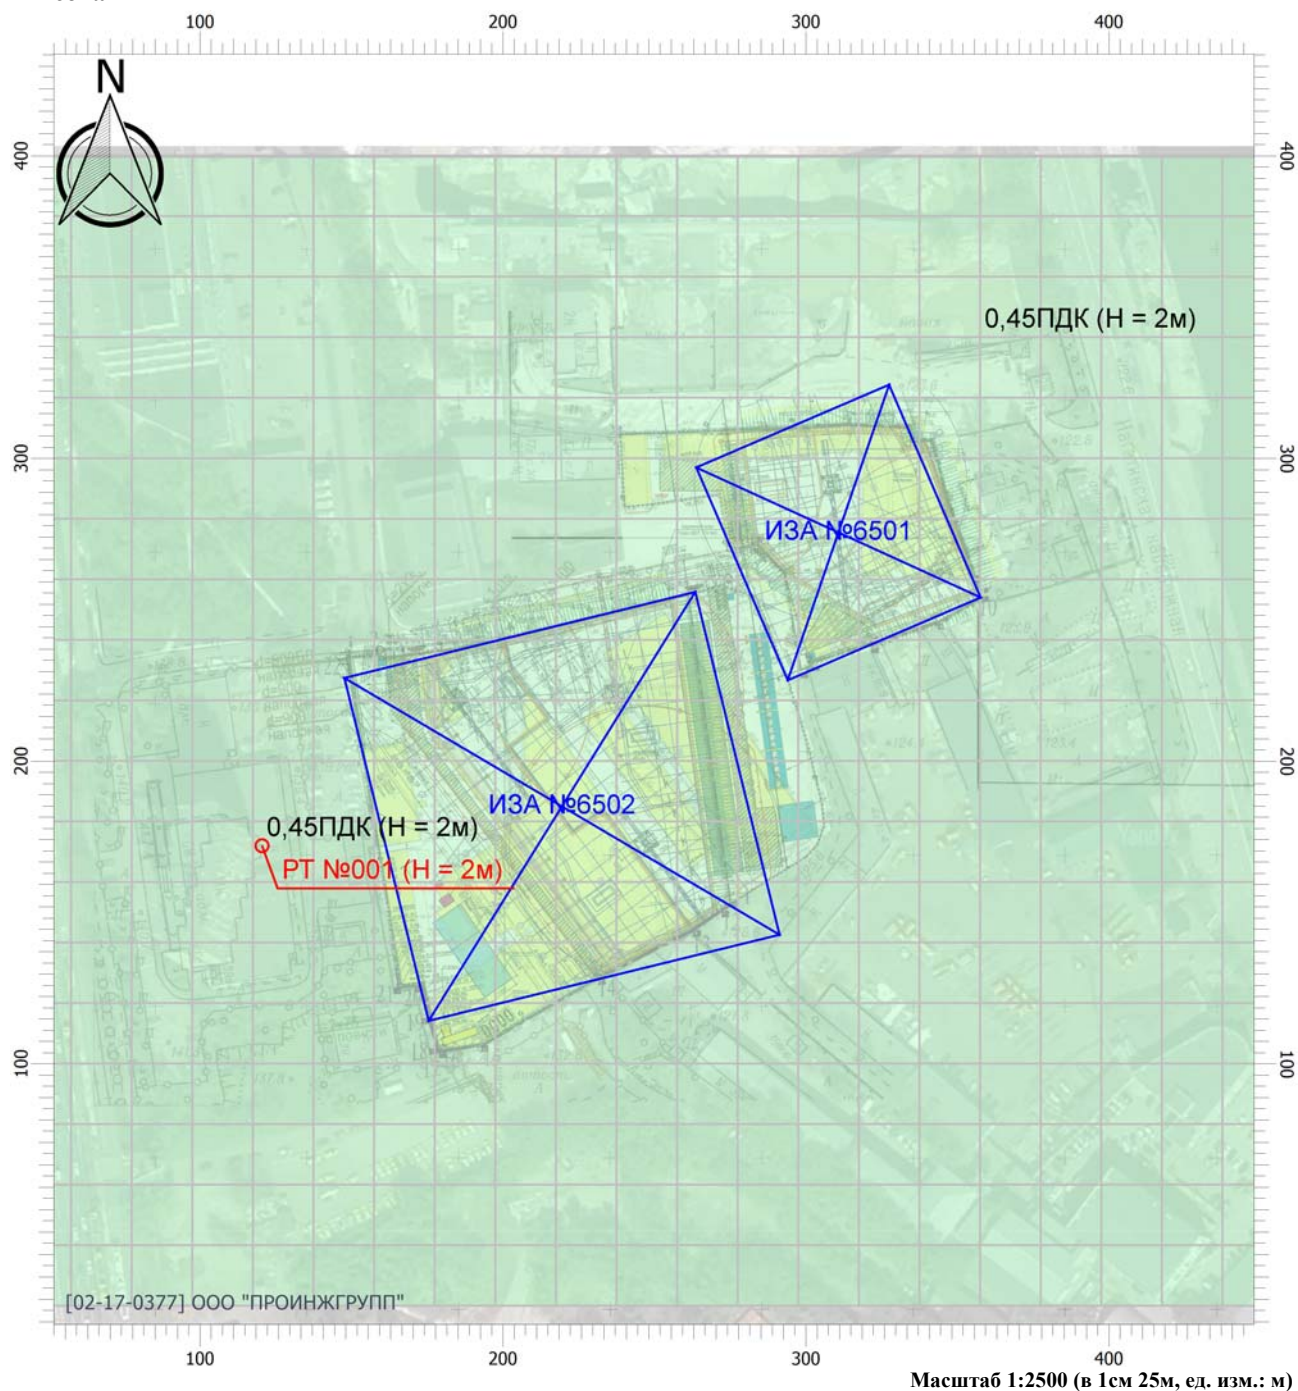 100 200 300 400
N
400 400
0,45ПДК (Н = 2м)
300 300
ИЗА №6501
200 200
ИЗА №6502
0,45ПДК (Н = 2м)
РТ №001 (Н = 2м)
100 100
[02-17-0377] ООО "ПРОИНЖГРУПП"
100 200 300 400
Масштаб 1:2500 (в 1см 25м, ед. изм.: м)